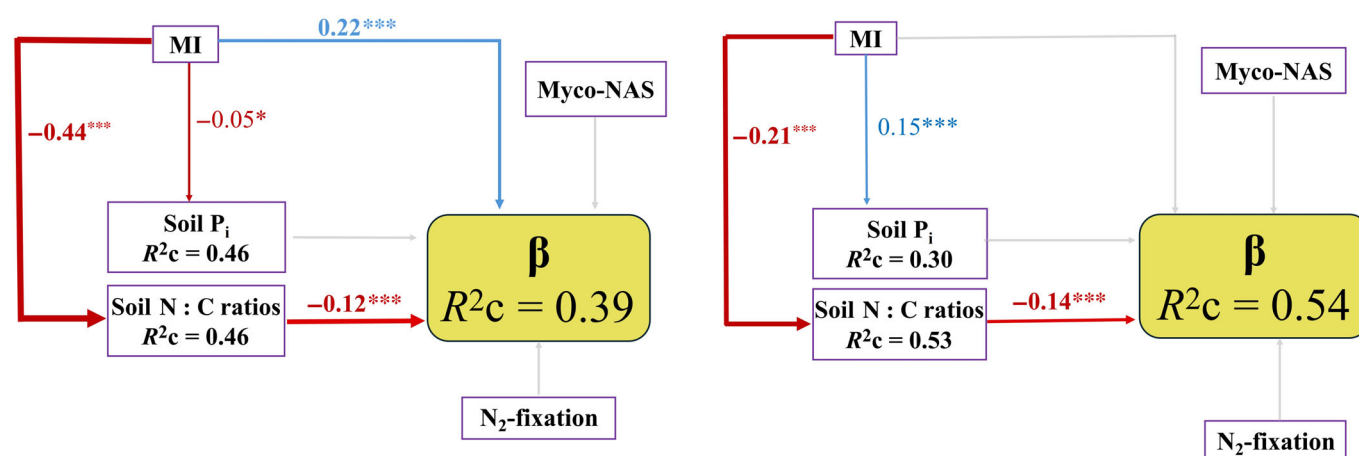 MI
0.22***
Myco-NAS
−0.44***
−0.05*
Soil Pᵢ
R²c = 0.46
β
R²c = 0.39
Soil N : C ratios
R²c = 0.46
−0.12***
N₂-fixation
MI
Myco-NAS
−0.21***
0.15***
Soil Pᵢ
R²c = 0.30
β
R²c = 0.54
Soil N : C ratios
R²c = 0.53
−0.14***
N₂-fixation